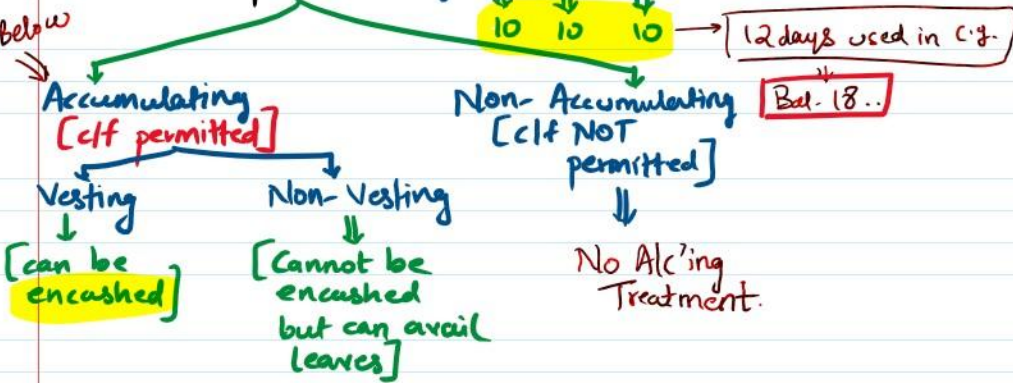 Below
10 10 10
12 days used in C.y.
Bal- 18..
Accumulating
[c/f permitted]
Non- Accumulating
[c/f NOT
permitted]
Vesting
Non-Vesting
[can be
encashed]
[Cannot be
encashed
but can avail
leaves]
No A/c'ing
Treatment.